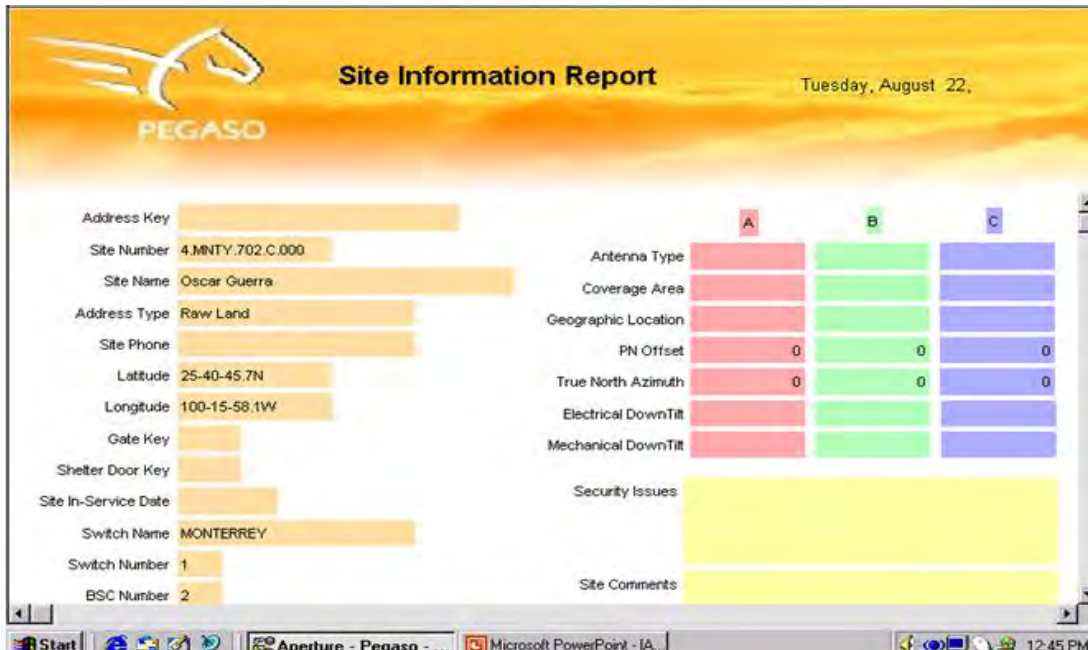 Site Information Report
Tuesday, August 22,
PEGASO
Address Key
Site Number 4.MNTY.702.C.000
Site Name Oscar Guerra
Address Type Raw Land
Site Phone
Latitude 25-40-45.7N
Longitude 100-15-58.1W
Gate Key
Shelter Door Key
Site In-Service Date
Switch Name MONTERREY
Switch Number 1
BSC Number 2
A B C
Antenna Type
Coverage Area
Geographic Location
PN Offset 0 0 0
True North Azimuth 0 0 0
Electrical DownTilt
Mechanical DownTilt
Security Issues
Site Comments
Start Aperture - Pegaso - ... Microsoft PowerPoint - [A... 12:45 PM